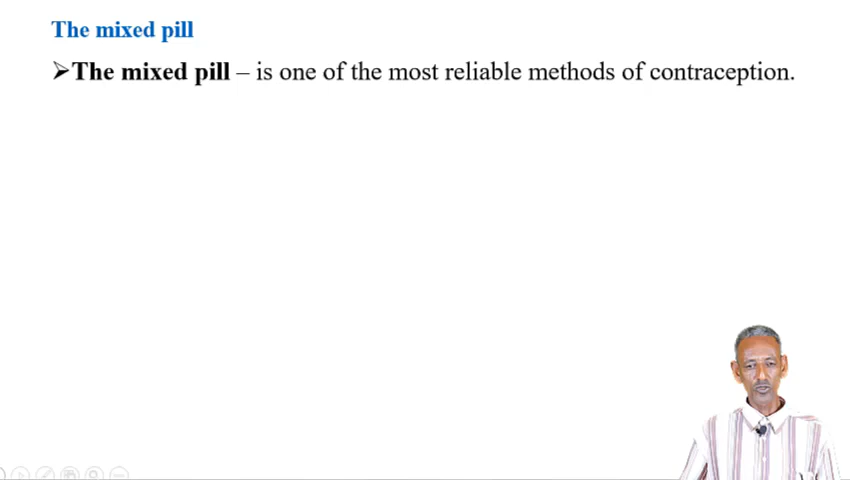 The mixed pill
➢The mixed pill – is one of the most reliable methods of contraception.